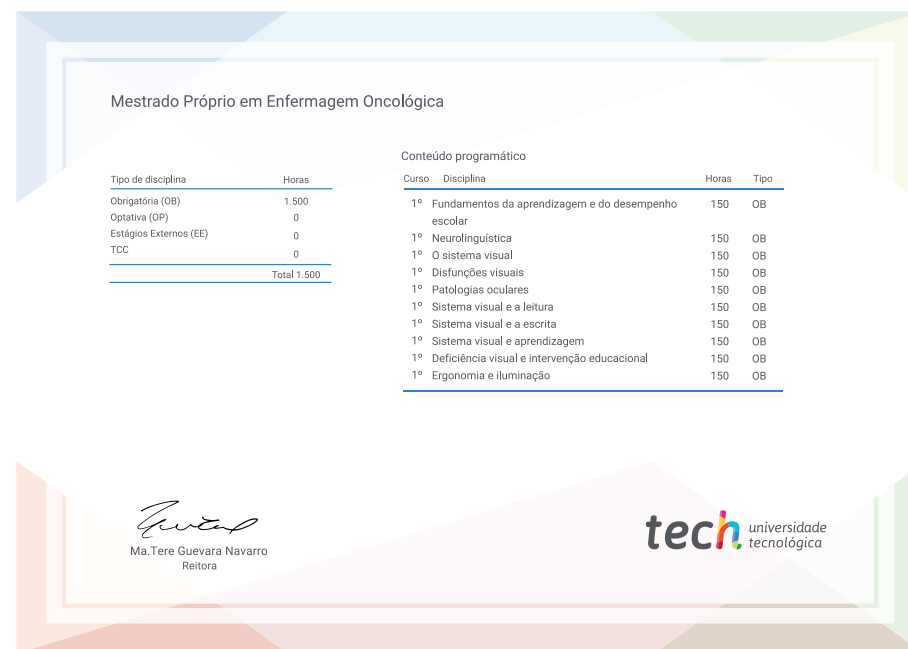 Mestrado Próprio em Enfermagem Oncológica
Tipo de disciplina Horas
Obrigatória (OB) 1.500
Optativa (OP) 0
Estágios Externos (EE) 0
TCC 0
Total 1.500
Conteúdo programático
Curso Disciplina Horas Tipo
1º Fundamentos da aprendizagem e do desempenho 150 OB
escolar
1º Neurolinguística 150 OB
1º O sistema visual 150 OB
1º Disfunções visuais 150 OB
1º Patologias oculares 150 OB
1º Sistema visual e a leitura 150 OB
1º Sistema visual e a escrita 150 OB
1º Sistema visual e aprendizagem 150 OB
1º Deficiência visual e intervenção educacional 150 OB
1º Ergonomia e iluminação 150 OB
Ma.Tere Guevara Navarro
Reitora
tech universidade
tecnológica